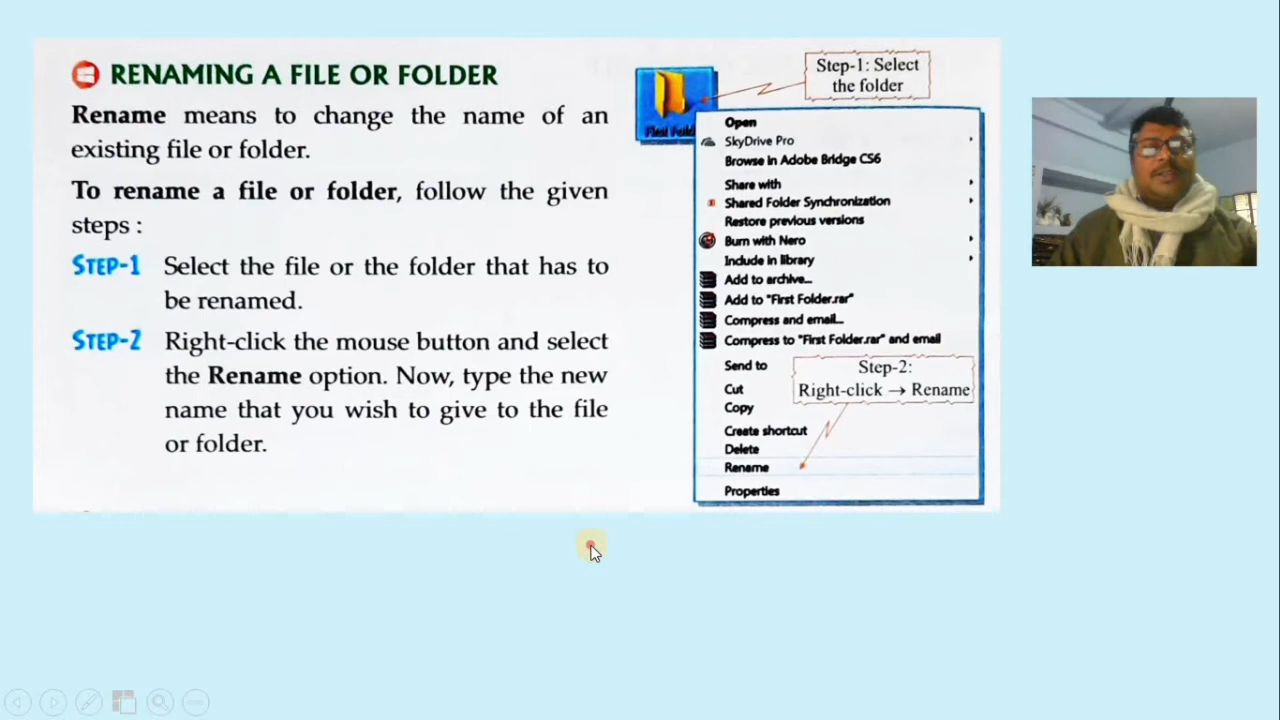 RENAMING A FILE OR FOLDER
Rename means to change the name of an
existing file or folder.
To rename a file or folder, follow the given
steps :
STEP-1 Select the file or the folder that has to
be renamed.
STEP-2 Right-click the mouse button and select
the Rename option. Now, type the new
name that you wish to give to the file
or folder.
Step-1: Select
the folder
First Folder
Open
SkyDrive Pro
Browse in Adobe Bridge CS6
Share with
Shared Folder Synchronization
Restore previous versions
Burn with Nero
Include in library
Add to archive...
Add to "First Folder.rar"
Compress and email...
Compress to "First Folder.rar" and email
Send to
Step-2:
Right-click → Rename
Cut
Copy
Create shortcut
Delete
Rename
Properties